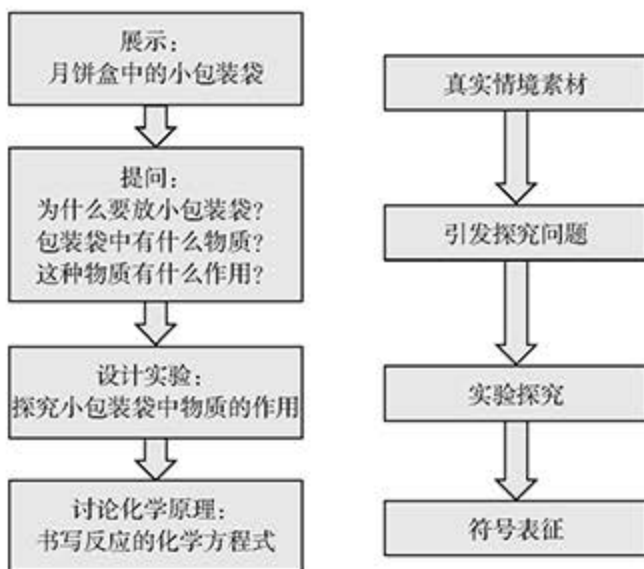 展示：
月饼盒中的小包装袋
提问：
为什么要放小包装袋？
包装袋中有什么物质？
这种物质有什么作用？
设计实验：
探究小包装袋中物质的作用
讨论化学原理：
书写反应的化学方程式
真实情境素材
引发探究问题
实验探究
符号表征